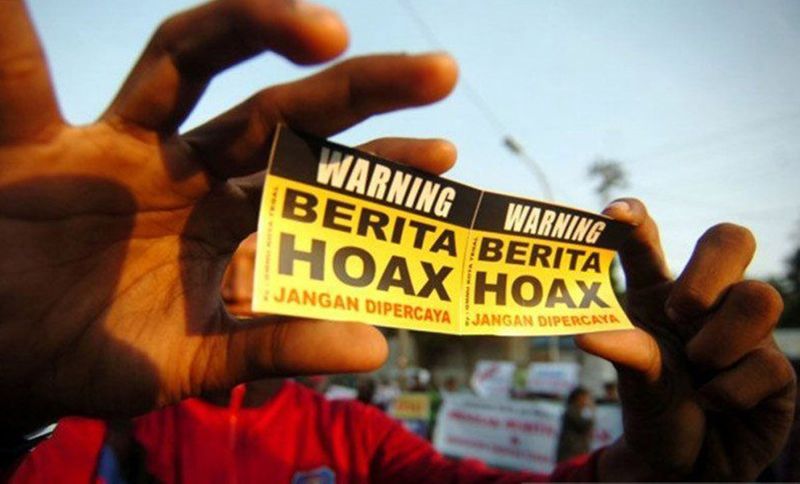 WARNING
BERITA
HOAX
JANGAN DIPERCAYA
WARNING
BERITA
HOAX
JANGAN DIPERCAYA